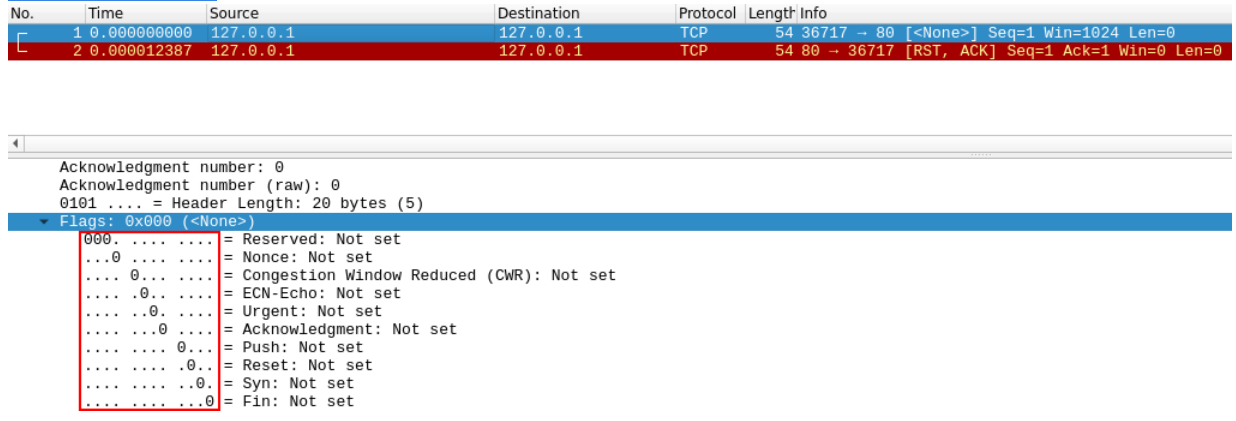 No. Time Source Destination Protocol Length Info
1 0.000000000 127.0.0.1 127.0.0.1 TCP 54 36717 → 80 [<None>] Seq=1 Win=1024 Len=0
2 0.000012387 127.0.0.1 127.0.0.1 TCP 54 80 → 36717 [RST, ACK] Seq=1 Ack=1 Win=0 Len=0
Acknowledgment number: 0
Acknowledgment number (raw): 0
0101 .... = Header Length: 20 bytes (5)
Flags: 0x000 (<None>)
000. .... .... = Reserved: Not set
...0 .... .... = Nonce: Not set
.... 0... .... = Congestion Window Reduced (CWR): Not set
.... .0.. .... = ECN-Echo: Not set
.... ..0. .... = Urgent: Not set
.... ...0 .... = Acknowledgment: Not set
.... .... 0... = Push: Not set
.... .... .0.. = Reset: Not set
.... .... ..0. = Syn: Not set
.... .... ...0 = Fin: Not set